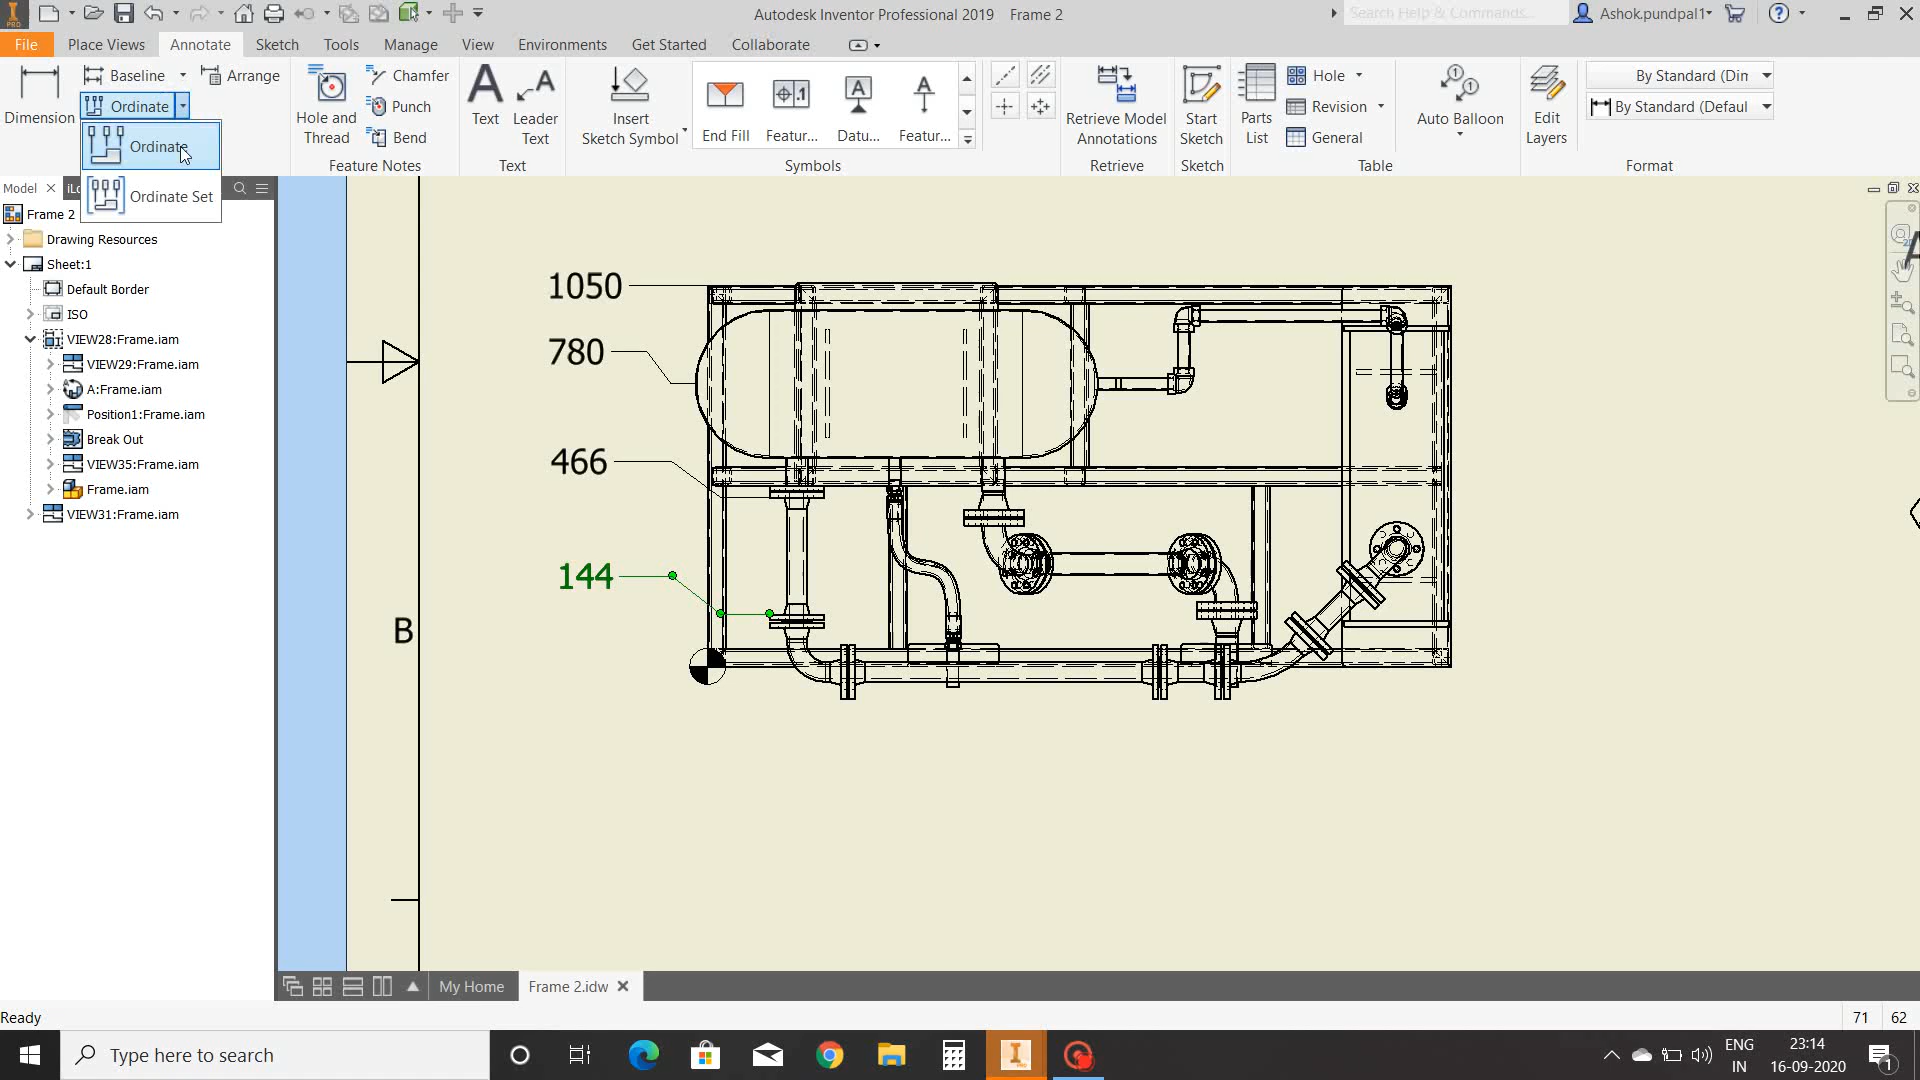 Autodesk Inventor Professional 2019 Frame 2
Search Help & Commands...
Ashok.pundpal1
File Place Views Annotate Sketch Tools Manage View Environments Get Started Collaborate
Dimension
Baseline
Arrange
Ordinate
Ordinate
Ordinate Set
Hole and
Thread
Chamfer
Punch
Bend
Feature Notes
Text
Leader
Text
Text
Insert
Sketch Symbol
End Fill
Featur...
Datu...
Featur...
Symbols
Retrieve Model
Annotations
Retrieve
Start
Sketch
Sketch
Parts
List
Hole
Revision
General
Table
Auto Balloon
Edit
Layers
By Standard (Din
By Standard (Defaul
Format
Model
Frame 2
Drawing Resources
Sheet:1
Default Border
ISO
VIEW28:Frame.iam
VIEW29:Frame.iam
A:Frame.iam
Position1:Frame.iam
Break Out
VIEW35:Frame.iam
Frame.iam
VIEW31:Frame.iam
1050
780
466
144
B
A
My Home
Frame 2.idw
Ready
71 62
Type here to search
ENG
IN
23:14
16-09-2020
1